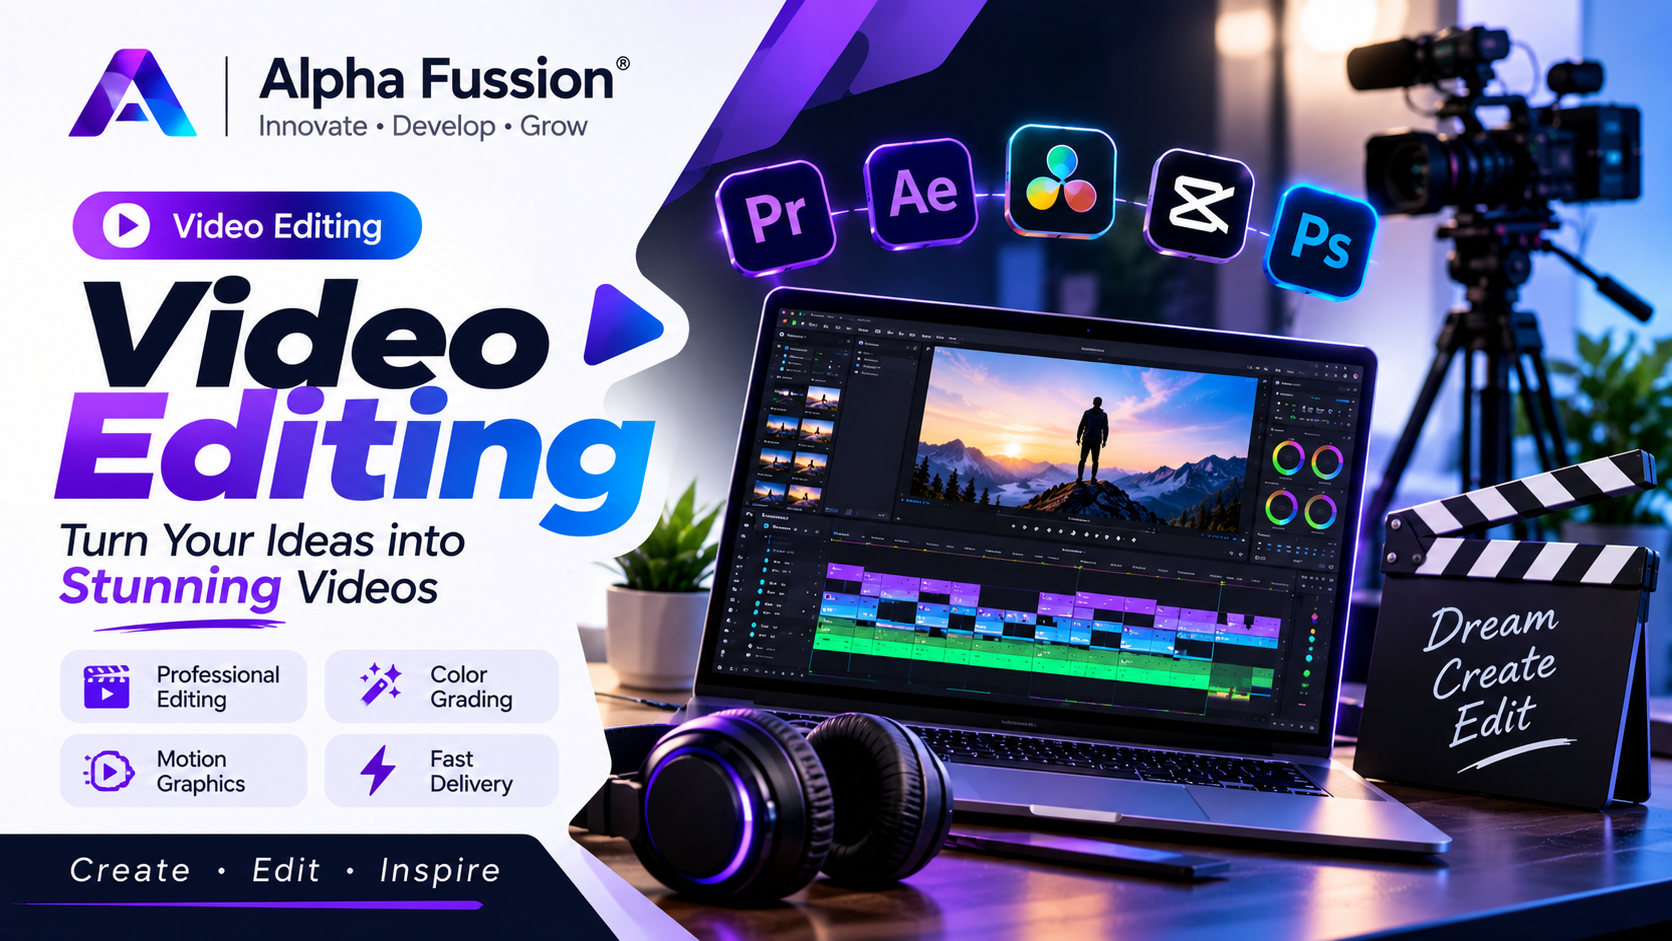 Alpha Fussion®
Innovate • Develop • Grow
Video Editing
Video
Editing
Turn Your Ideas into
Stunning Videos
Professional
Editing
Color
Grading
Motion
Graphics
Fast
Delivery
Create • Edit • Inspire
Pr
Ae
Ps
Dream
Create
Edit